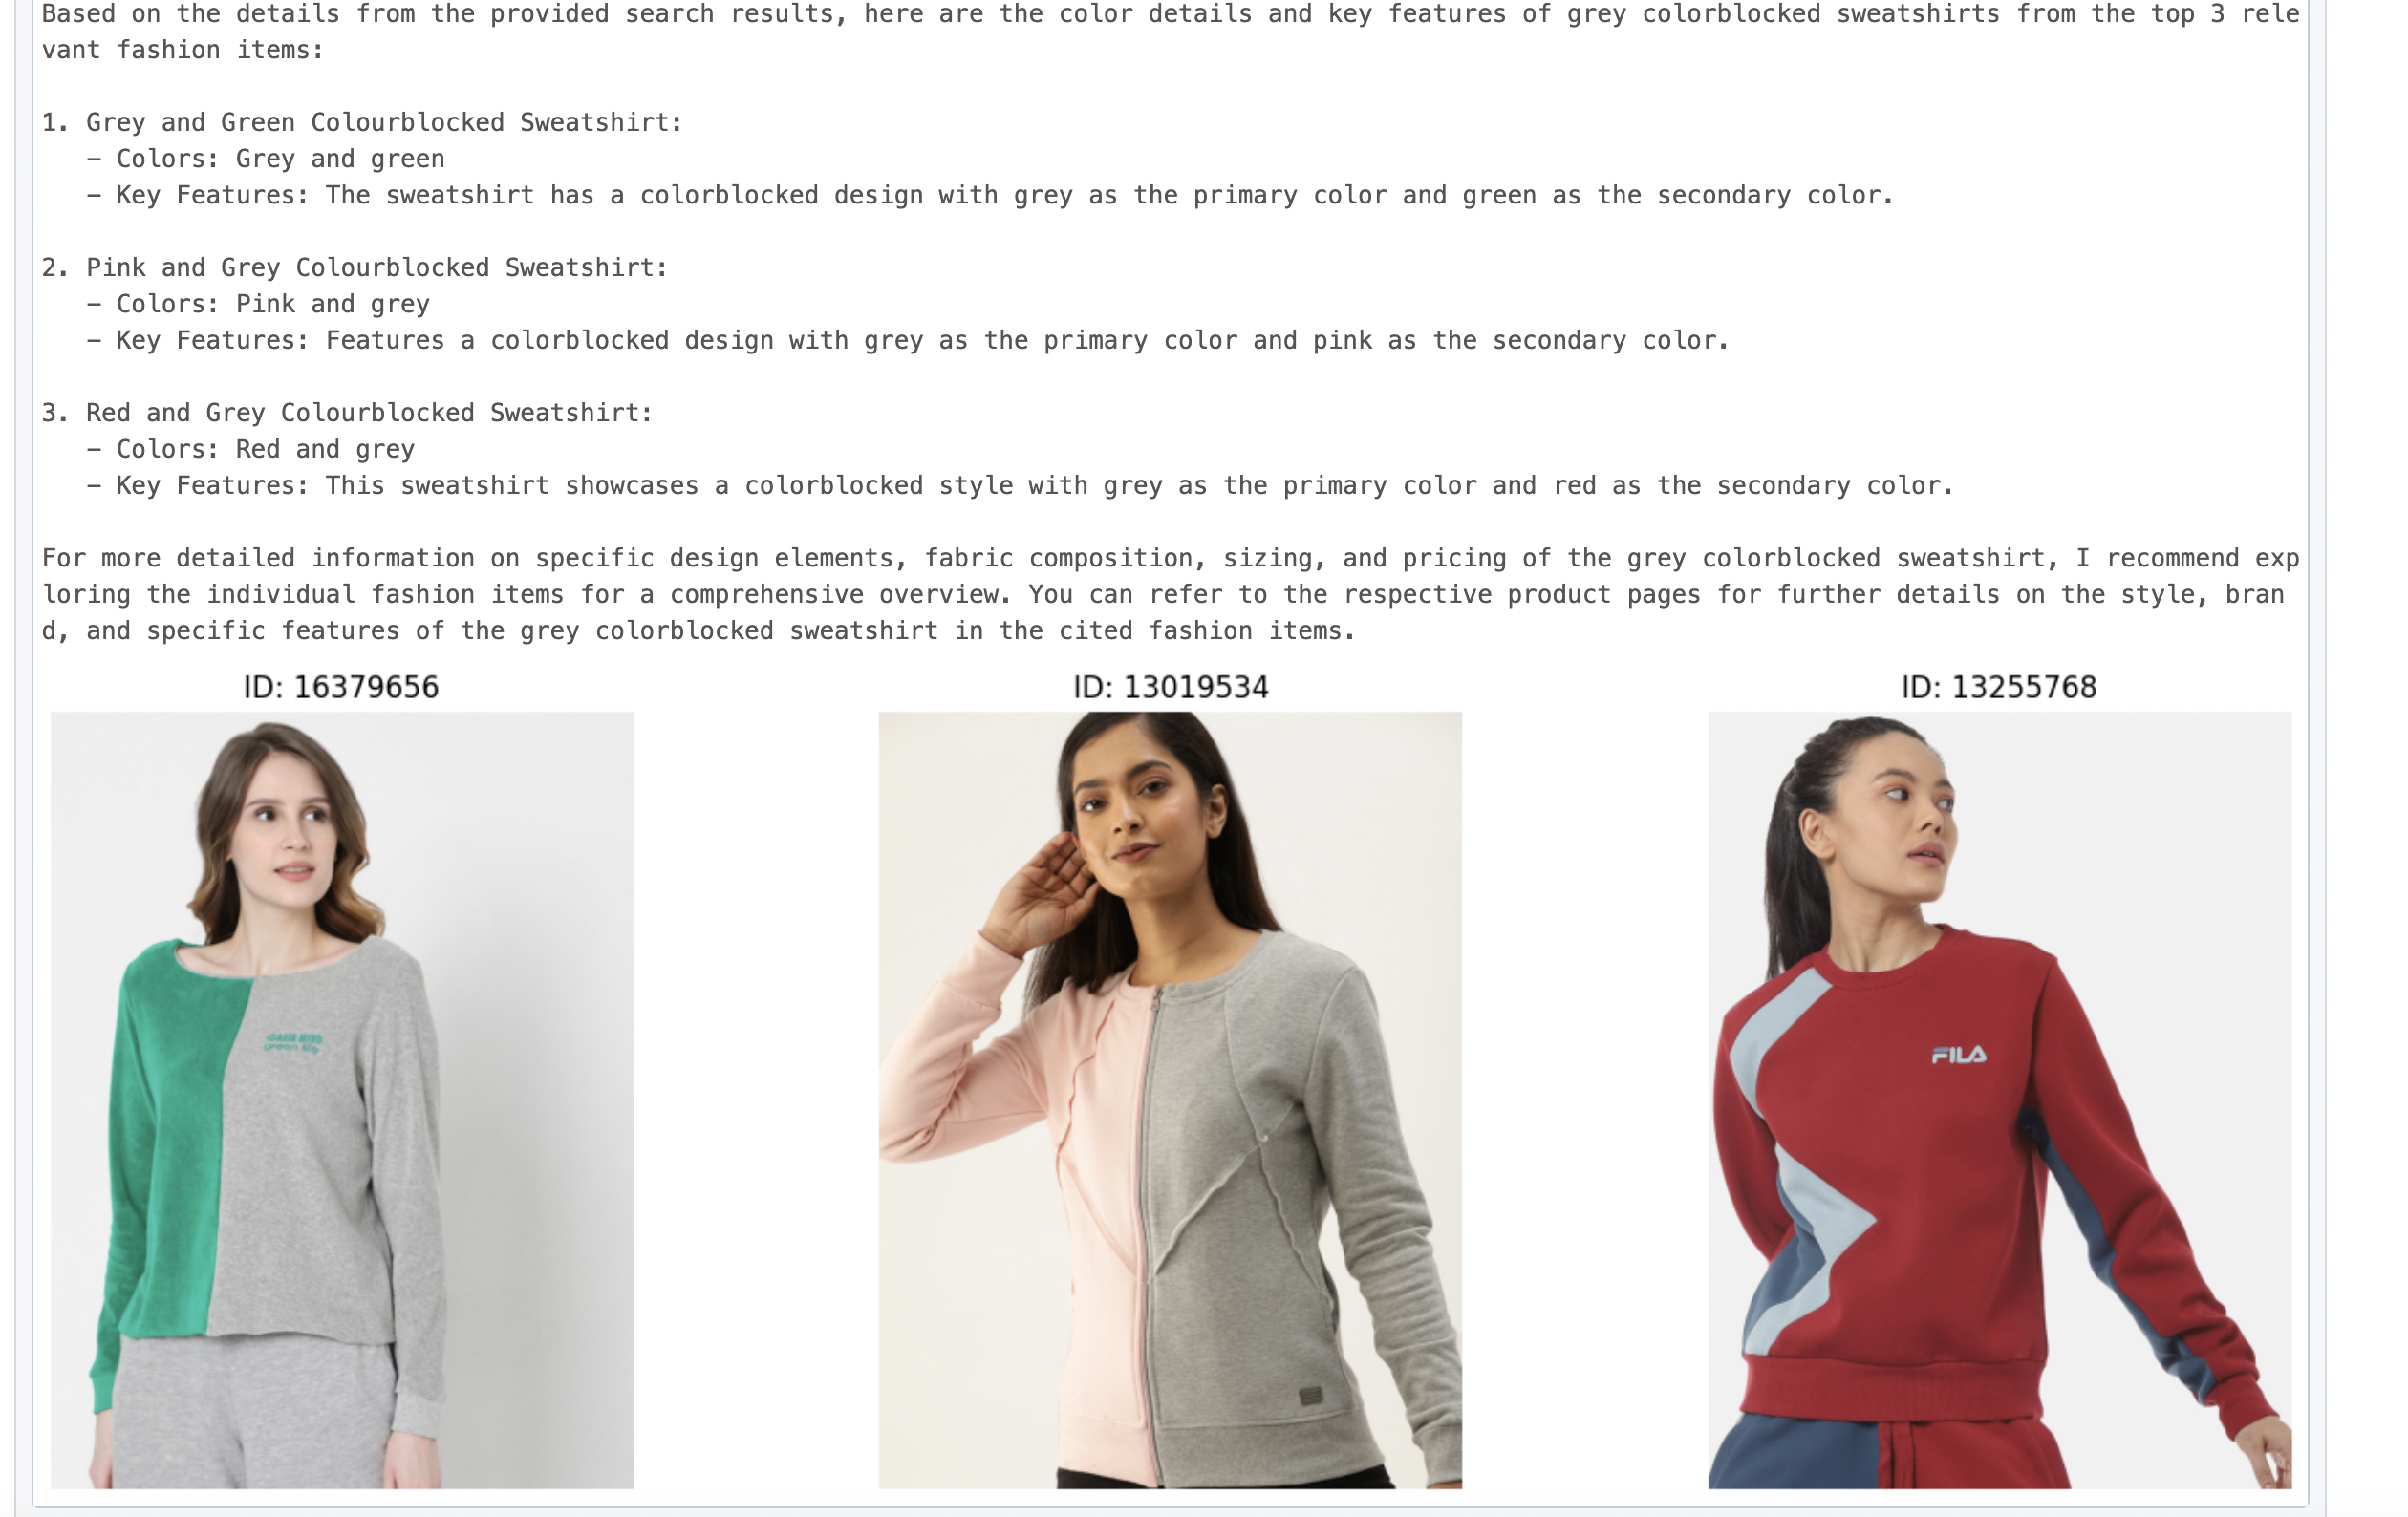 Based on the details from the provided search results, here are the color details and key features of grey colorblocked sweatshirts from the top 3 rele
vant fashion items:
1. Grey and Green Colourblocked Sweatshirt:
– Colors: Grey and green
– Key Features: The sweatshirt has a colorblocked design with grey as the primary color and green as the secondary color.
2. Pink and Grey Colourblocked Sweatshirt:
– Colors: Pink and grey
– Key Features: Features a colorblocked design with grey as the primary color and pink as the secondary color.
3. Red and Grey Colourblocked Sweatshirt:
– Colors: Red and grey
– Key Features: This sweatshirt showcases a colorblocked style with grey as the primary color and red as the secondary color.
For more detailed information on specific design elements, fabric composition, sizing, and pricing of the grey colorblocked sweatshirt, I recommend exp
loring the individual fashion items for a comprehensive overview. You can refer to the respective product pages for further details on the style, bran
d, and specific features of the grey colorblocked sweatshirt in the cited fashion items.
ID: 16379656
ID: 13019534
ID: 13255768
green
FILA